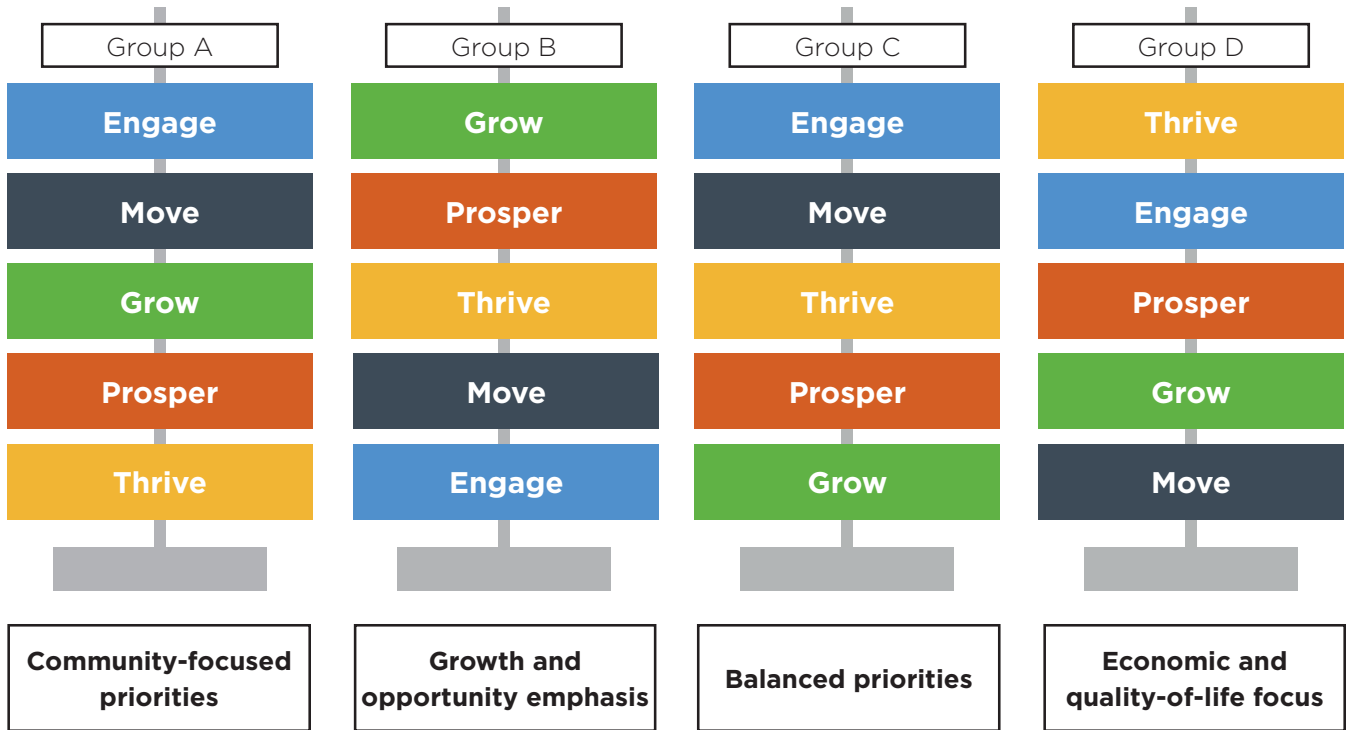 Group A
Engage
Move
Grow
Prosper
Thrive
Community-focused
priorities
Group B
Grow
Prosper
Thrive
Move
Engage
Growth and
opportunity emphasis
Group C
Engage
Move
Thrive
Prosper
Grow
Balanced priorities
Group D
Thrive
Engage
Prosper
Grow
Move
Economic and
quality-of-life focus